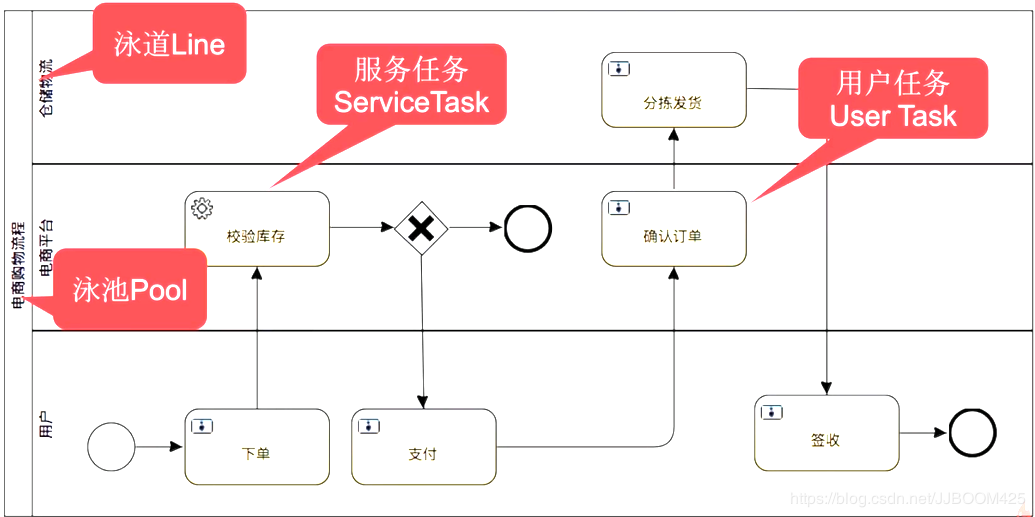 泳道Line
服务任务
ServiceTask
用户任务
User Task
仓储物流
分拣发货
电商购物流程
电商平台
校验库存
确认订单
泳池Pool
用户
下单
支付
签收
https://blog.csdn.net/JJBOOM425